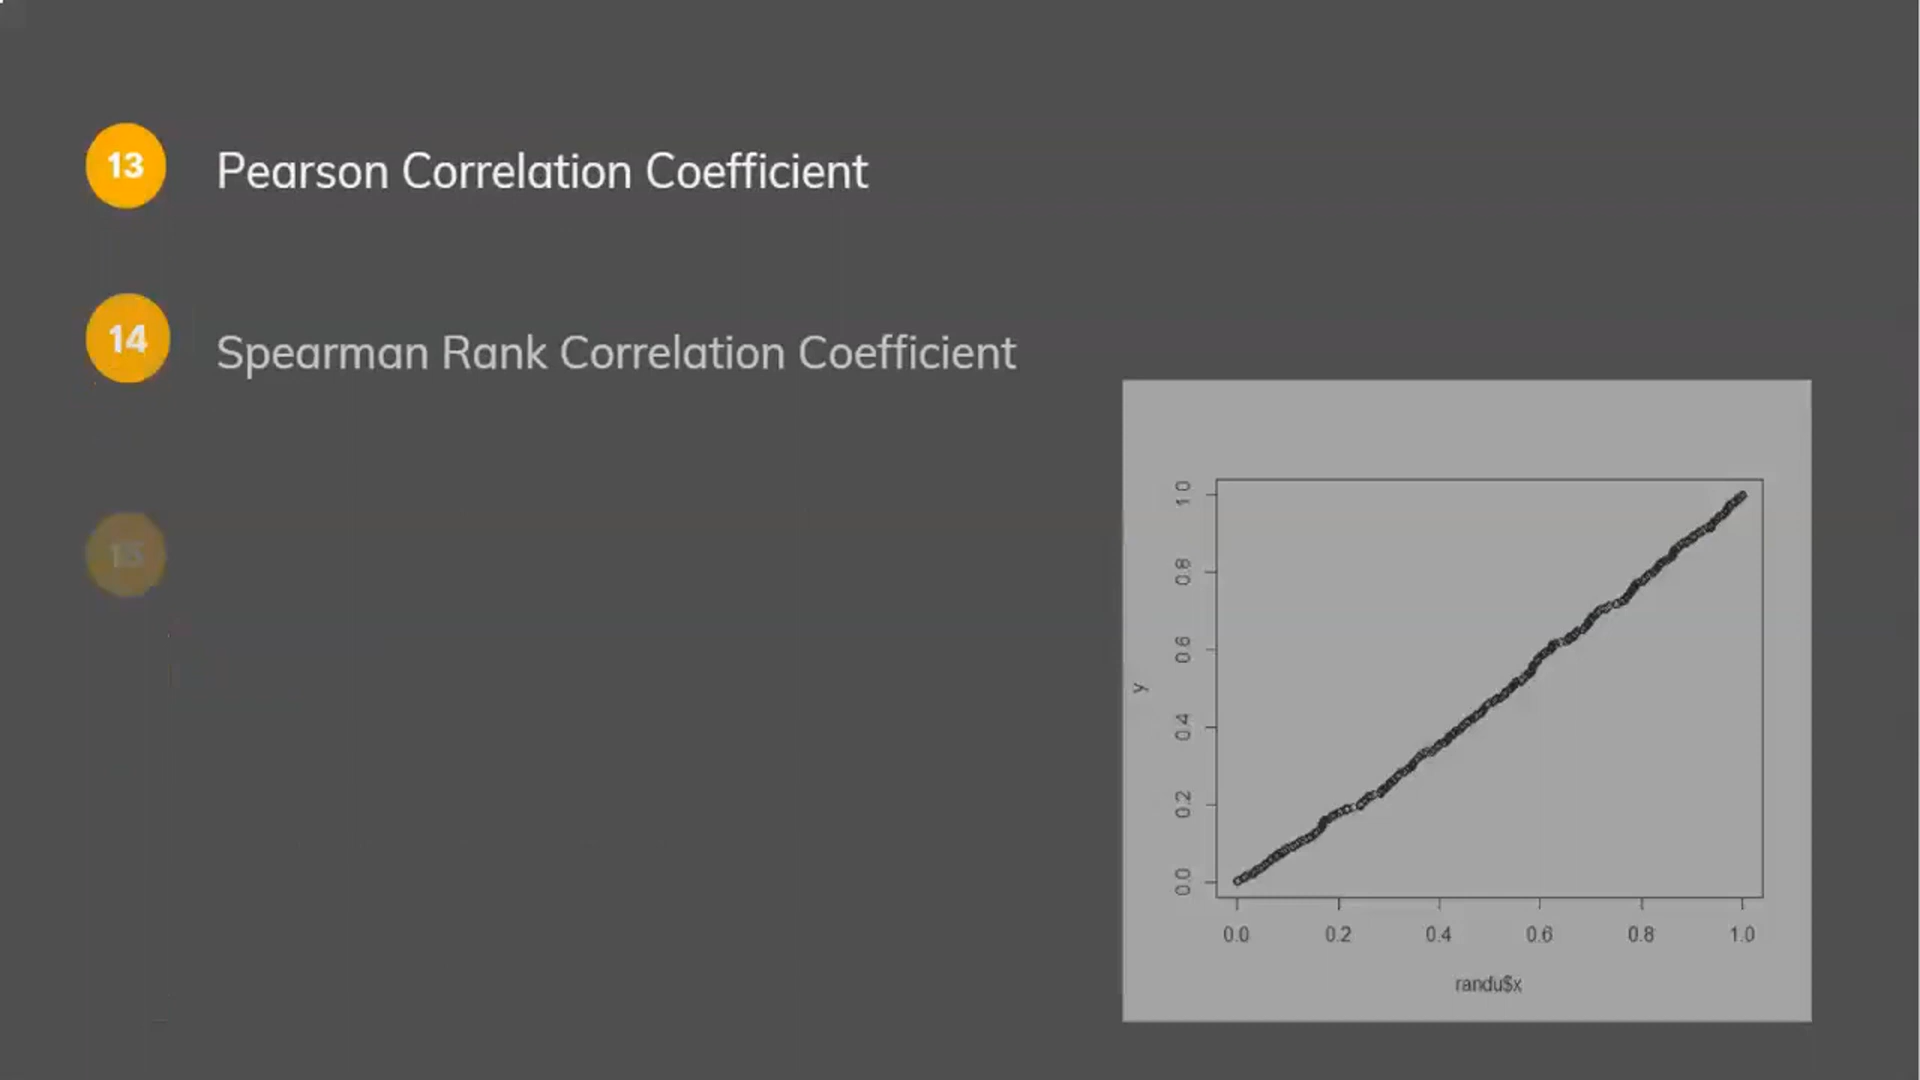 13 Pearson Correlation Coefficient
14 Spearman Rank Correlation Coefficient
15
1.0
0.8
0.6
0.4
0.2
0.0
y
0.0 0.2 0.4 0.6 0.8 1.0
randu$x